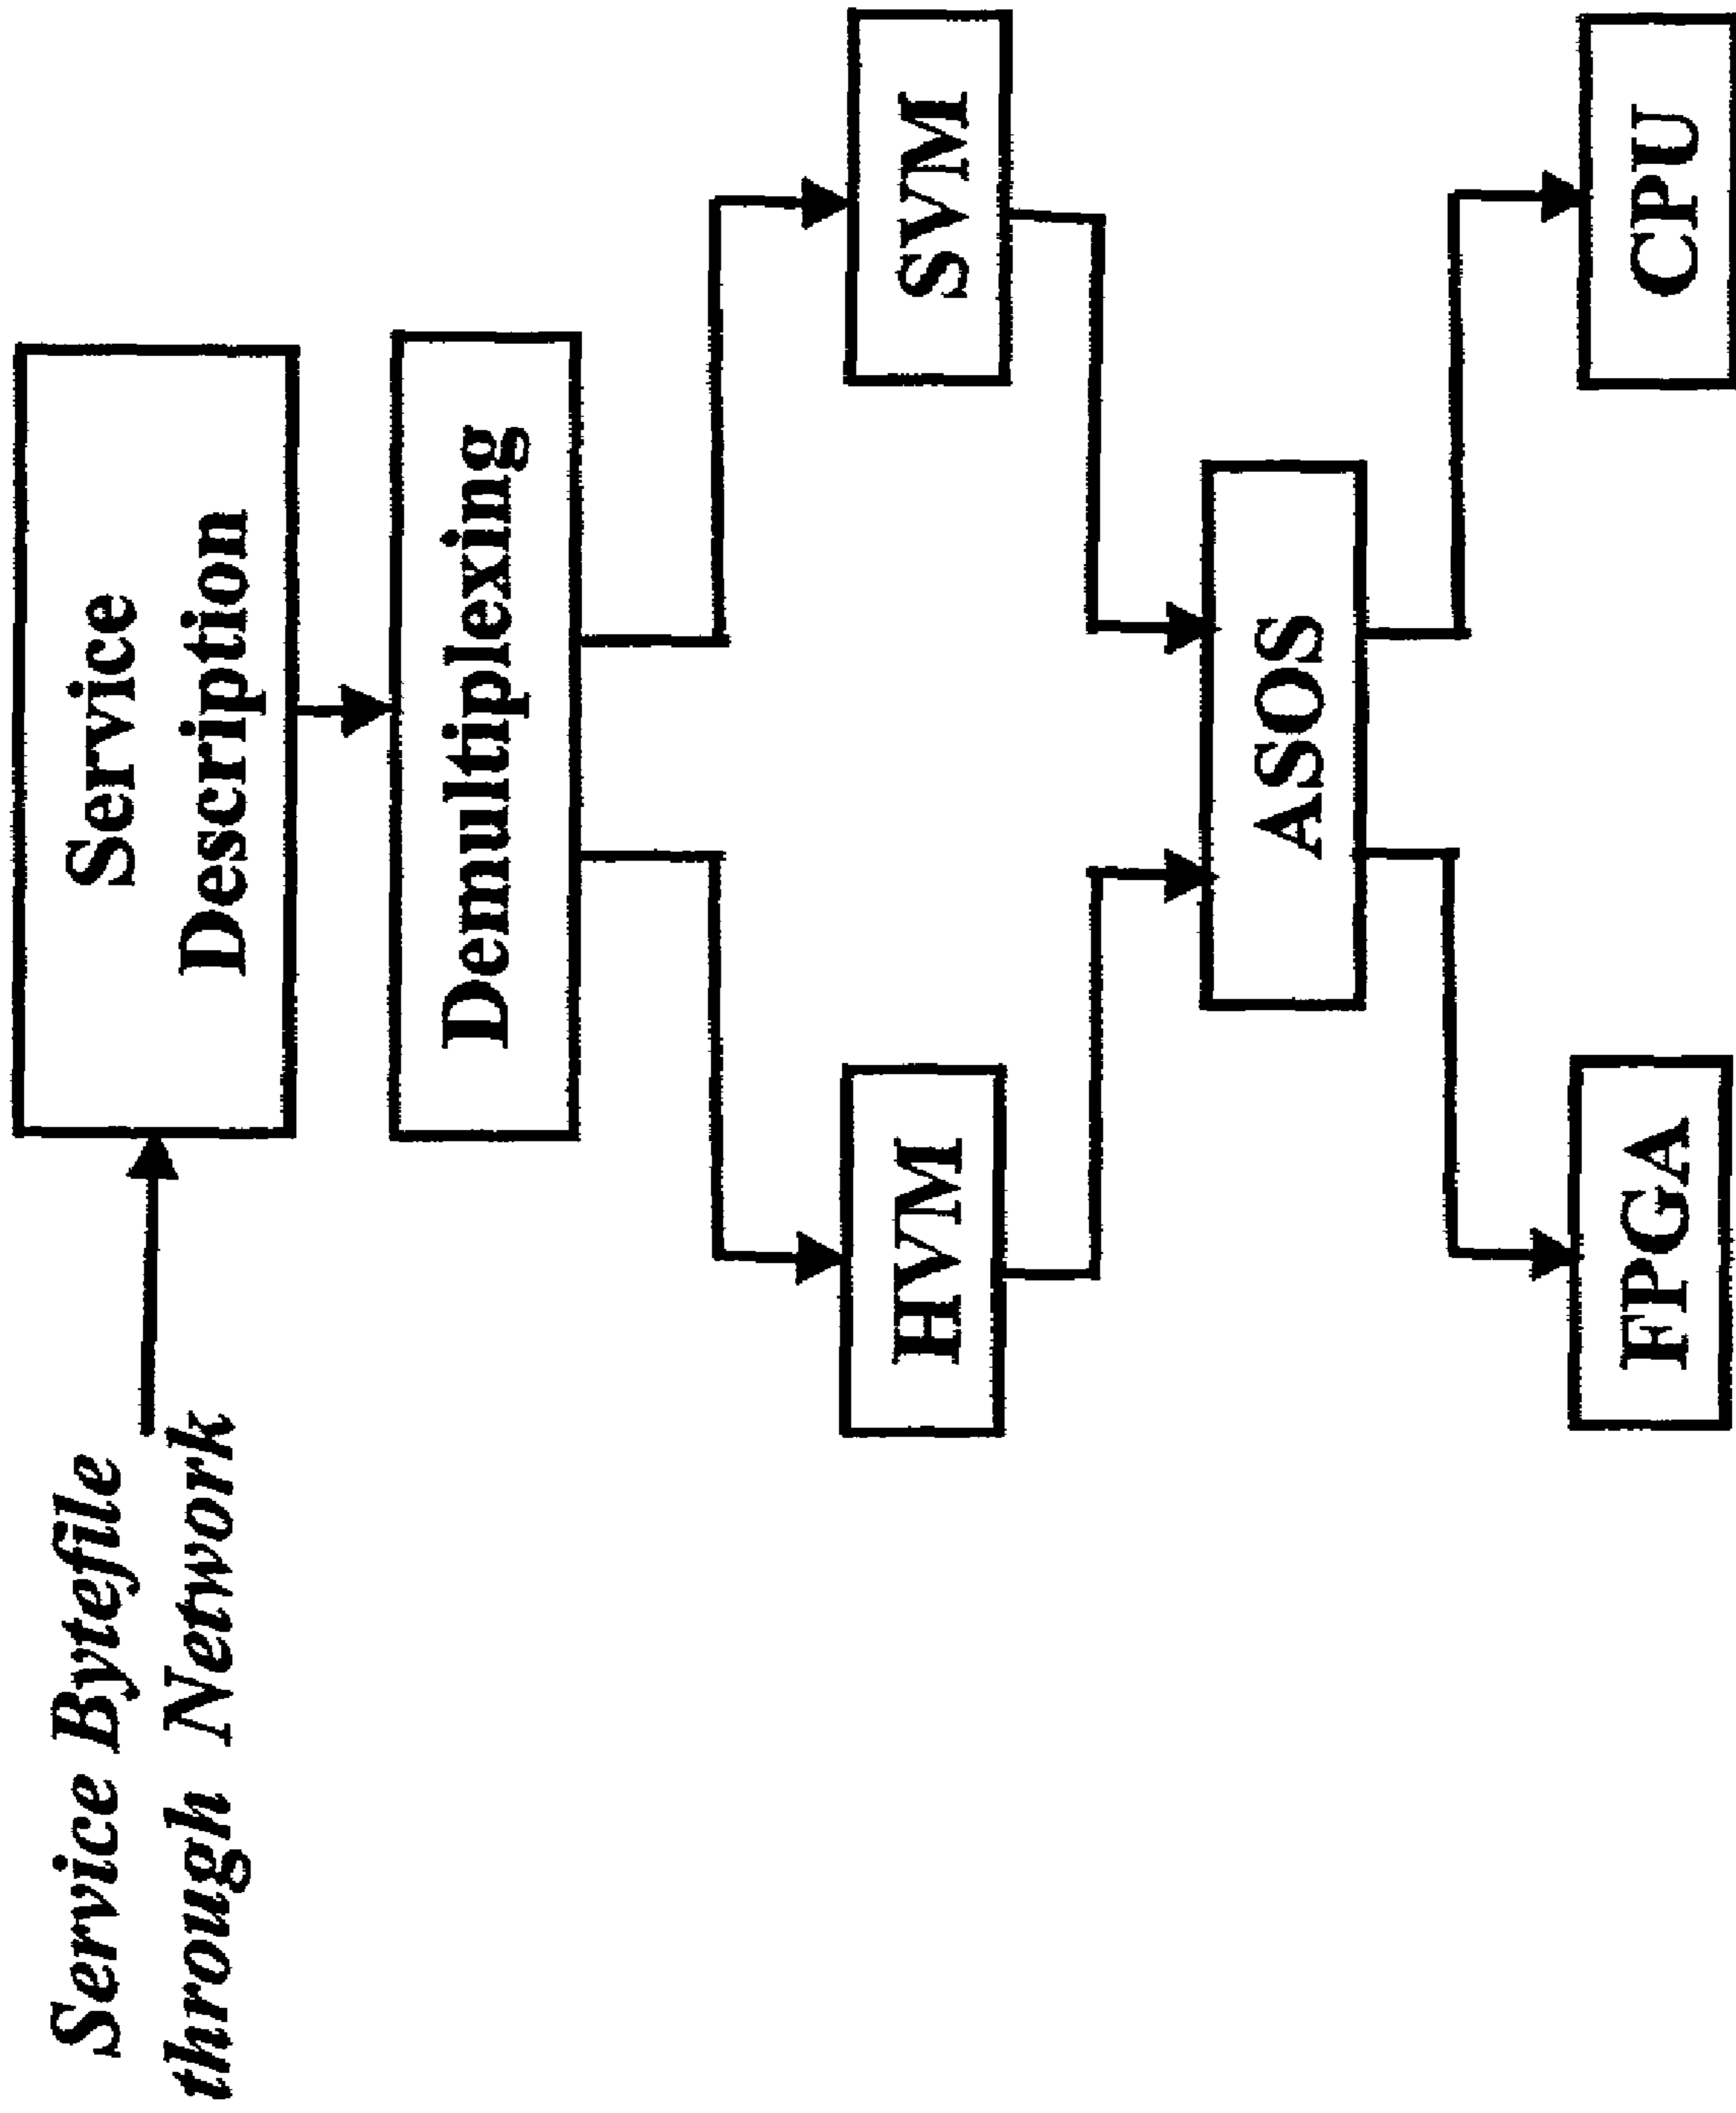 Service Bytefile
through Network
Service
Description
Demultiplexing
HVM
SVM
ASOS
FPGA
CPU